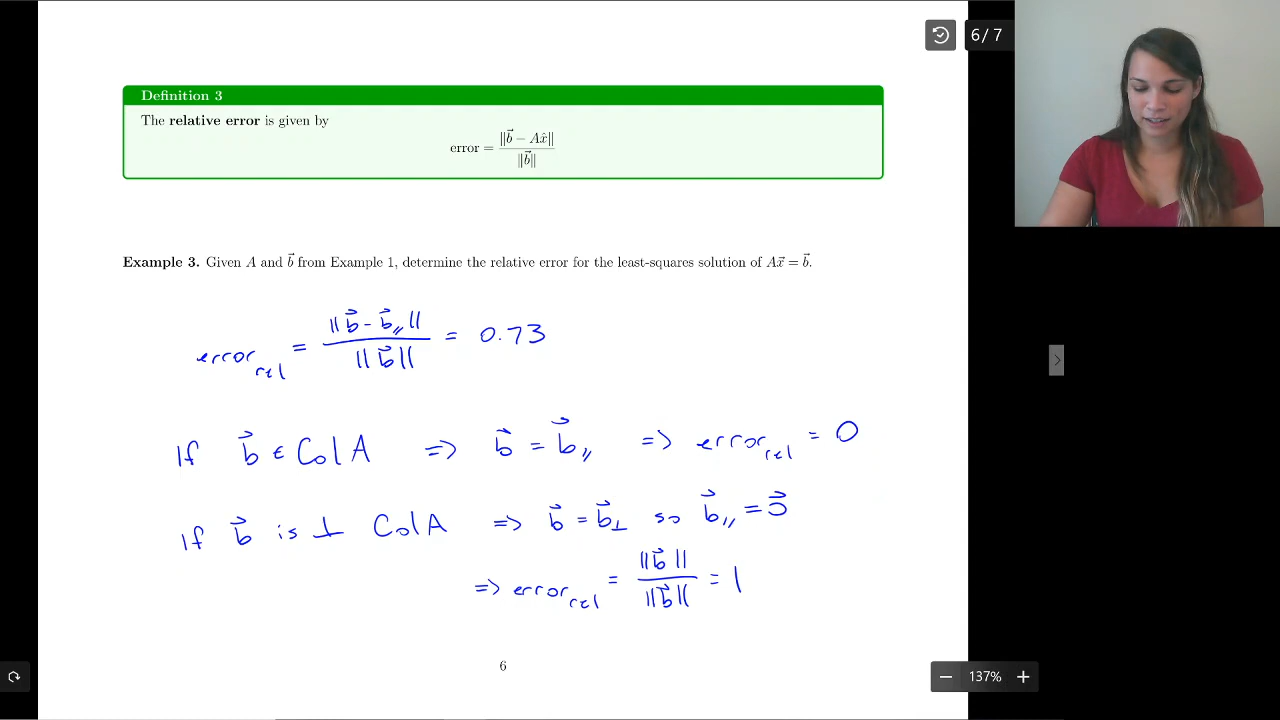 6 / 7
Definition 3
The relative error is given by
error = ‖b⃗ − Ax̂‖ / ‖b⃗‖
Example 3. Given A and b⃗ from Example 1, determine the relative error for the least-squares solution of Ax⃗ = b⃗.
error_rel = ‖b⃗ − b⃗_∥‖ / ‖b⃗‖ = 0.73
If b⃗ ∈ Col A ⇒ b⃗ = b⃗_∥ ⇒ error_rel = 0
If b⃗ is ⊥ Col A ⇒ b⃗ = b⃗_⊥ so b⃗_∥ = 0⃗
⇒ error_rel = ‖b⃗‖ / ‖b⃗‖ = 1
6
137%